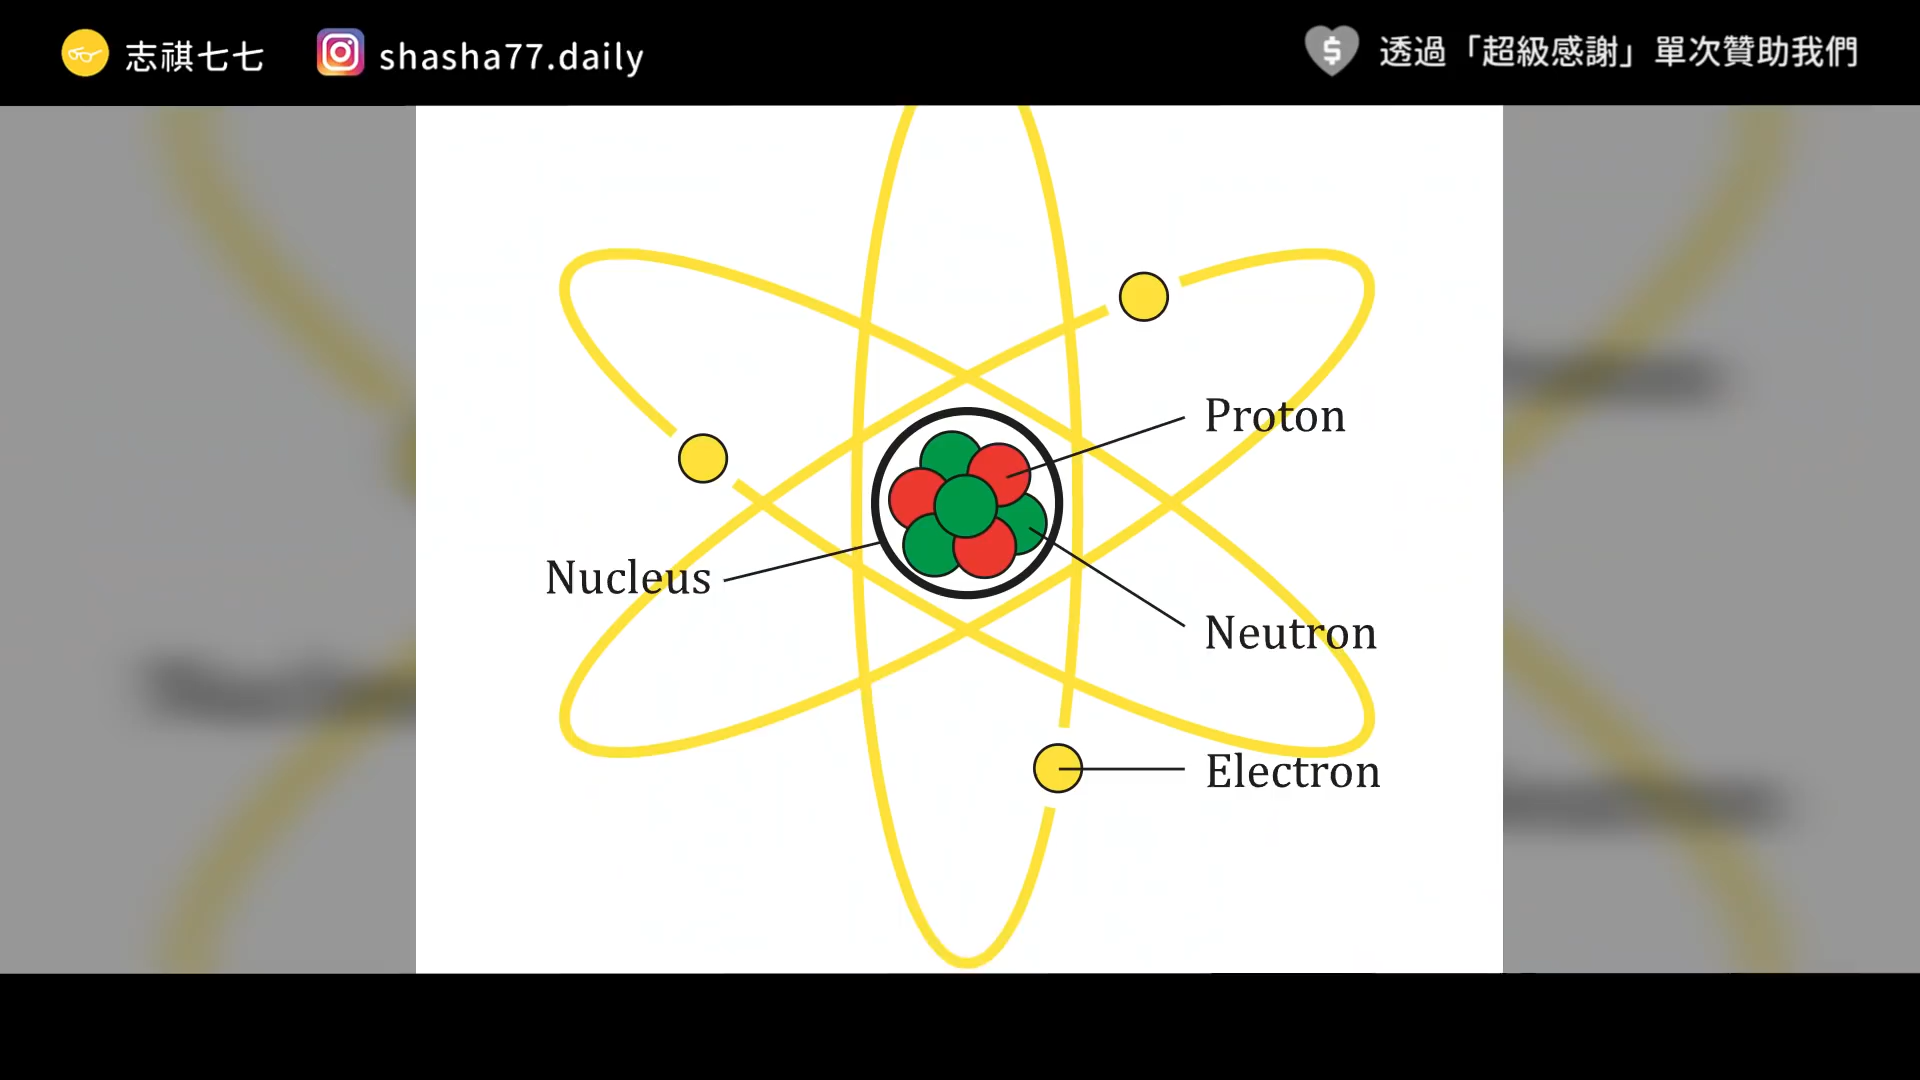 志祺七七
shasha77.daily
透過「超級感謝」單次贊助我們
Proton
Nucleus
Neutron
Electron